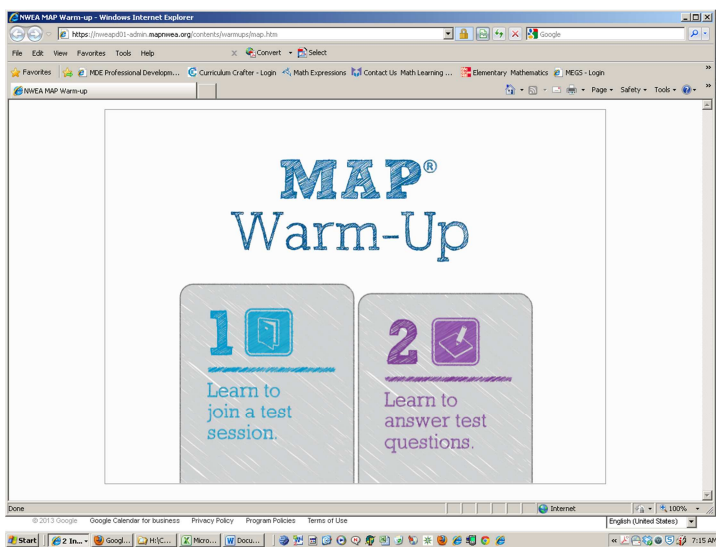 NWEA MAP Warm-up - Windows Internet Explorer
https://nweapd01-admin.mapnwea.org/contents/warmups/map.htm
Google
File Edit View Favorites Tools Help
Convert Select
Favorites MDE Professional Developm... Curriculum Crafter - Login Math Expressions Contact Us Math Learning ... Elementary Mathematics MEGS - Login
NWEA MAP Warm-up
Page Safety Tools
MAP®
Warm-Up
1
Learn to
join a test
session.
2
Learn to
answer test
questions.
Done Internet 100%
© 2013 Google Google Calendar for business Privacy Policy Program Policies Terms of Use English (United States)
Start 2 In... Googl... H:\C... Micro... Docu... 7:15 AM